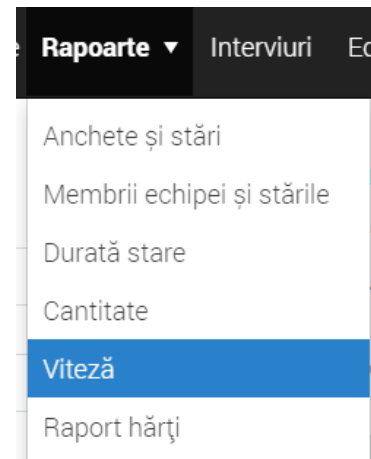 Rapoarte ▼ Interviuri
Anchete și stări
Membrii echipei și stările
Durată stare
Cantitate
Viteză
Raport hărţi